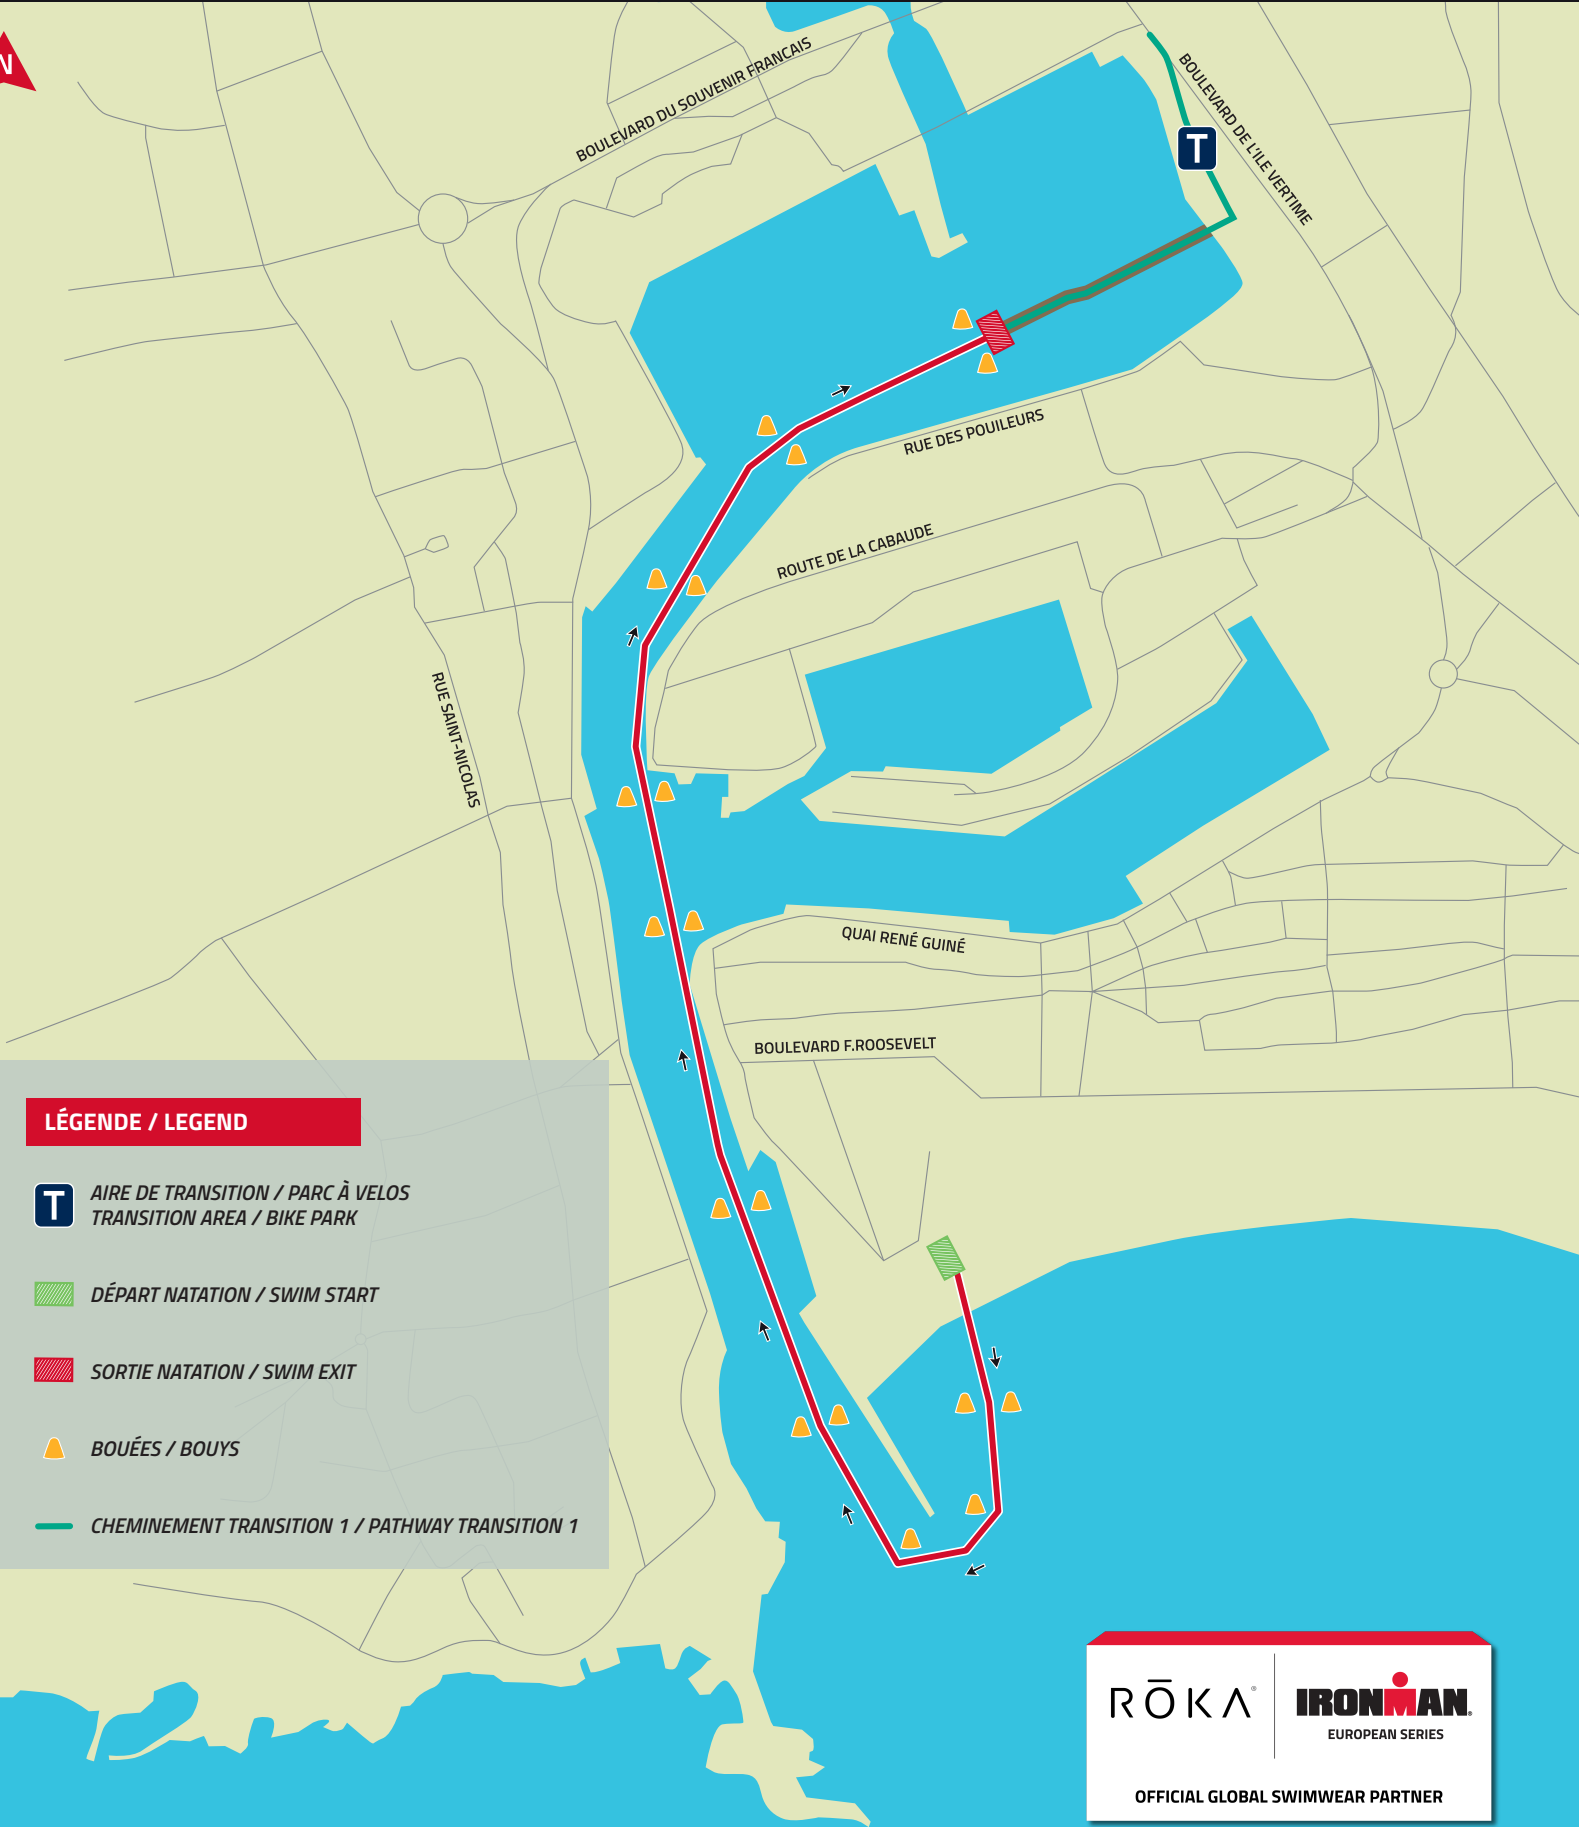 N
BOULEVARD DU SOUVENIR FRANCAIS
BOULEVARD DE L'ILE VERTIME
T
RUE DES POUILEURS
ROUTE DE LA CABAUDE
RUE SAINT-NICOLAS
QUAI RENÉ GUINÉ
BOULEVARD F.ROOSEVELT
LÉGENDE / LEGEND
T
AIRE DE TRANSITION / PARC À VELOS
TRANSITION AREA / BIKE PARK
DÉPART NATATION / SWIM START
SORTIE NATATION / SWIM EXIT
BOUÉES / BOUYS
CHEMINEMENT TRANSITION 1 / PATHWAY TRANSITION 1
RŌKA®
IRONMAN®
EUROPEAN SERIES
OFFICIAL GLOBAL SWIMWEAR PARTNER